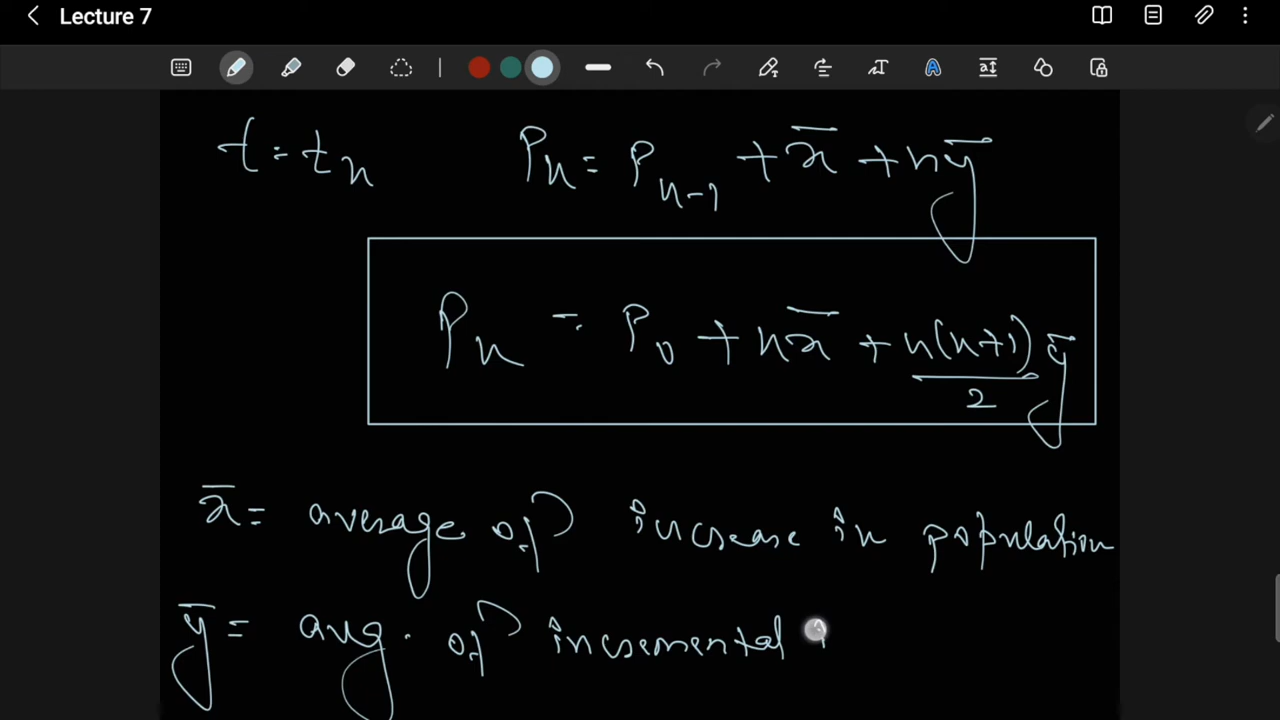 Lecture 7
t = tₙ Pₙ = Pₙ₋₁ + x̄ + nȳ
Pₙ = P₀ + nx̄ + n(n+1)/2 ȳ
x̄ = average of increase in population
ȳ = avg. of incremental